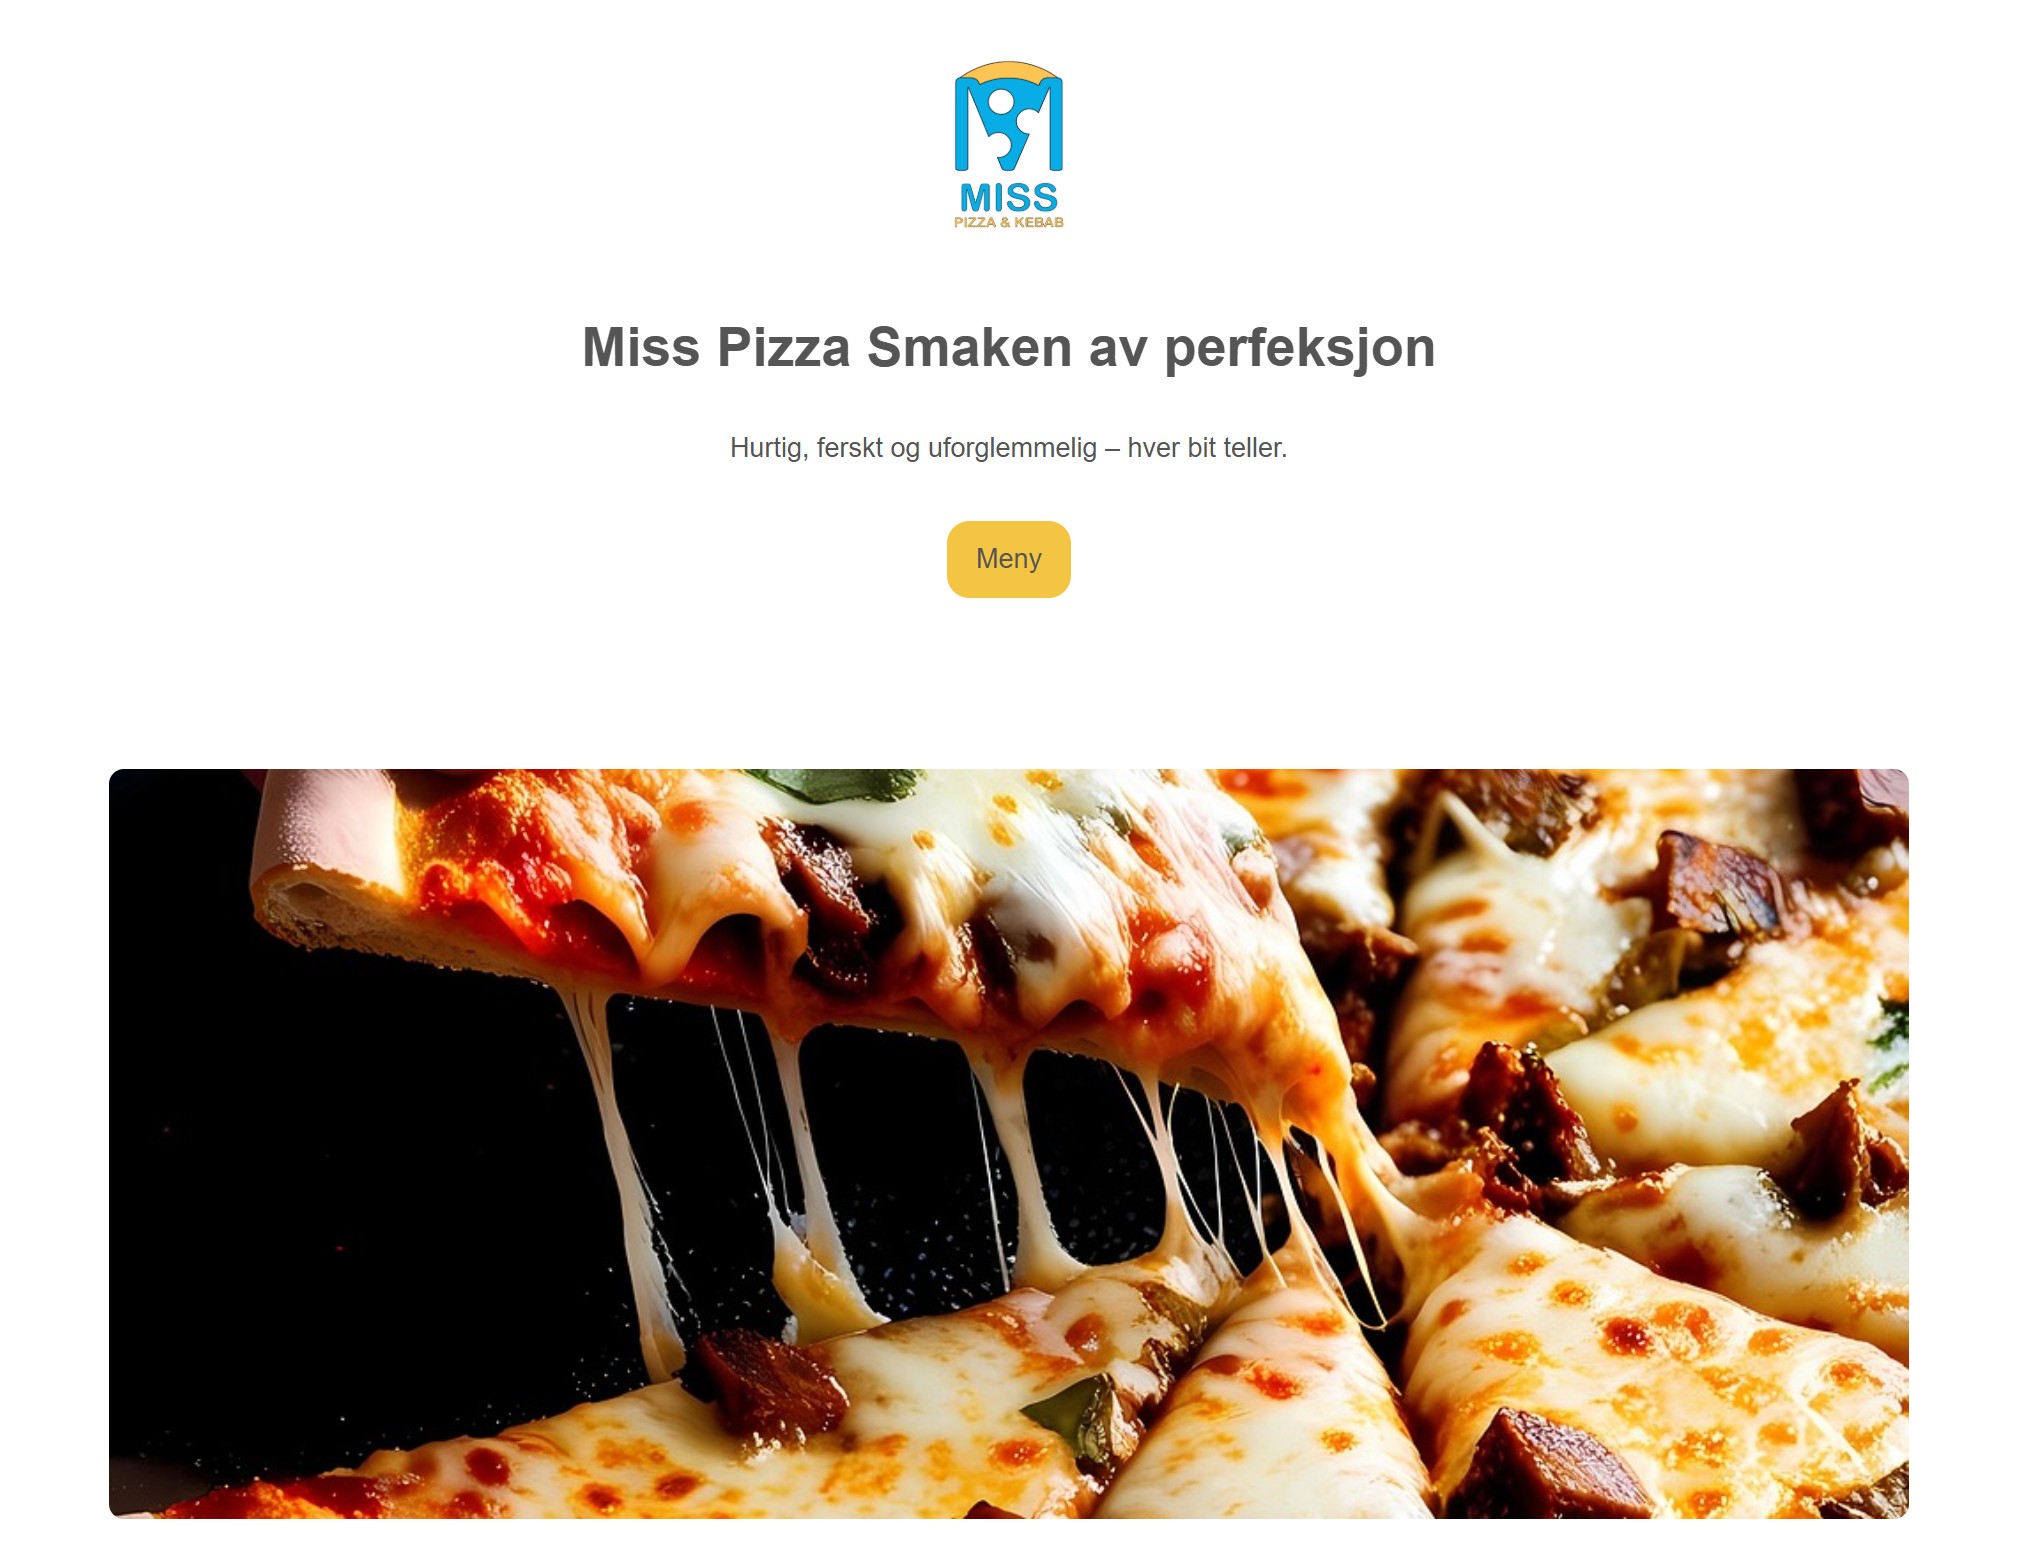 MISS
PIZZA & KEBAB
Miss Pizza Smaken av perfeksjon
Hurtig, ferskt og uforglemmelig – hver bit teller.
Meny